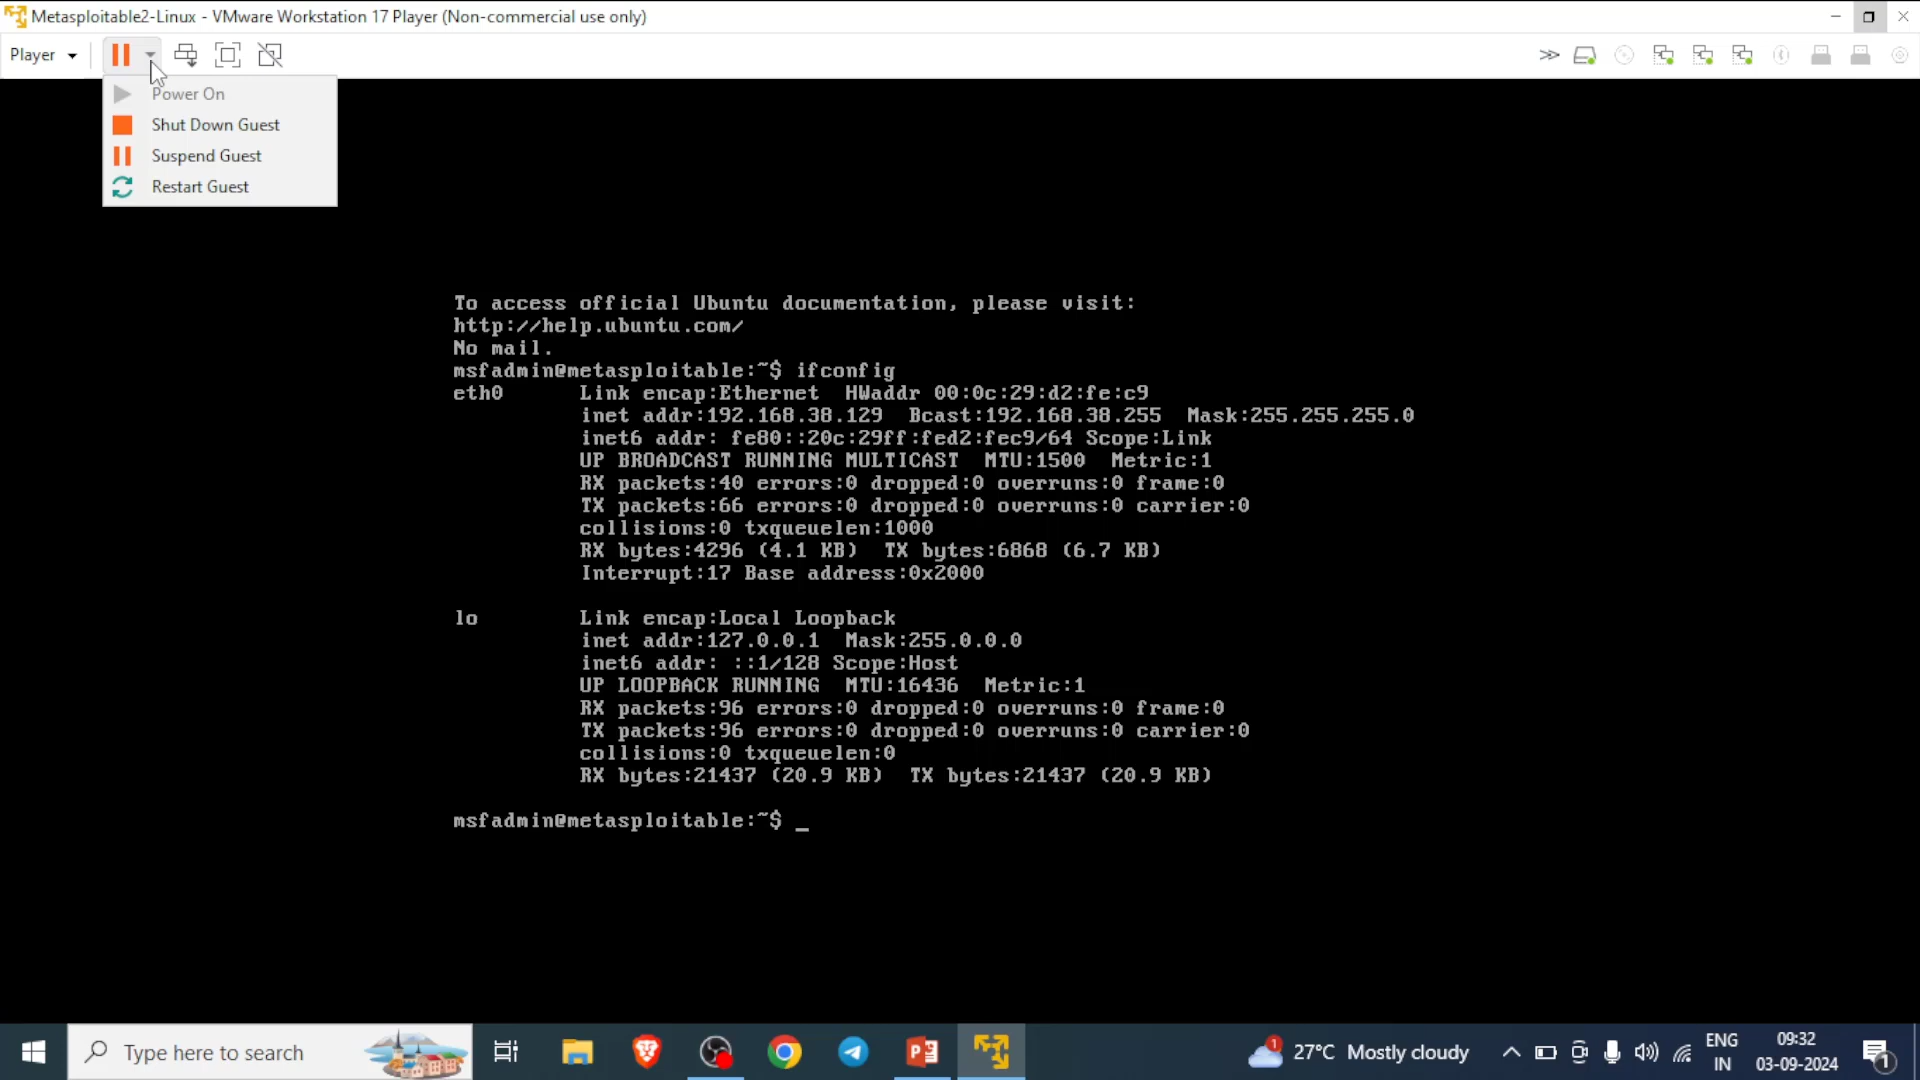 Metasploitable2-Linux - VMware Workstation 17 Player (Non-commercial use only)
Player
Power On
Shut Down Guest
Suspend Guest
Restart Guest
To access official Ubuntu documentation, please visit:
http://help.ubuntu.com/
No mail.
msfadmin@metasploitable:~$ ifconfig
eth0 Link encap:Ethernet HWaddr 00:0c:29:d2:fe:c9
inet addr:192.168.38.129 Bcast:192.168.38.255 Mask:255.255.255.0
inet6 addr: fe80::20c:29ff:fed2:fec9/64 Scope:Link
UP BROADCAST RUNNING MULTICAST MTU:1500 Metric:1
RX packets:40 errors:0 dropped:0 overruns:0 frame:0
TX packets:66 errors:0 dropped:0 overruns:0 carrier:0
collisions:0 txqueuelen:1000
RX bytes:4296 (4.1 KB) TX bytes:6868 (6.7 KB)
Interrupt:17 Base address:0x2000
lo Link encap:Local Loopback
inet addr:127.0.0.1 Mask:255.0.0.0
inet6 addr: ::1/128 Scope:Host
UP LOOPBACK RUNNING MTU:16436 Metric:1
RX packets:96 errors:0 dropped:0 overruns:0 frame:0
TX packets:96 errors:0 dropped:0 overruns:0 carrier:0
collisions:0 txqueuelen:0
RX bytes:21437 (20.9 KB) TX bytes:21437 (20.9 KB)
msfadmin@metasploitable:~$ _
Type here to search
1
27°C Mostly cloudy
ENG
IN
09:32
03-09-2024
1